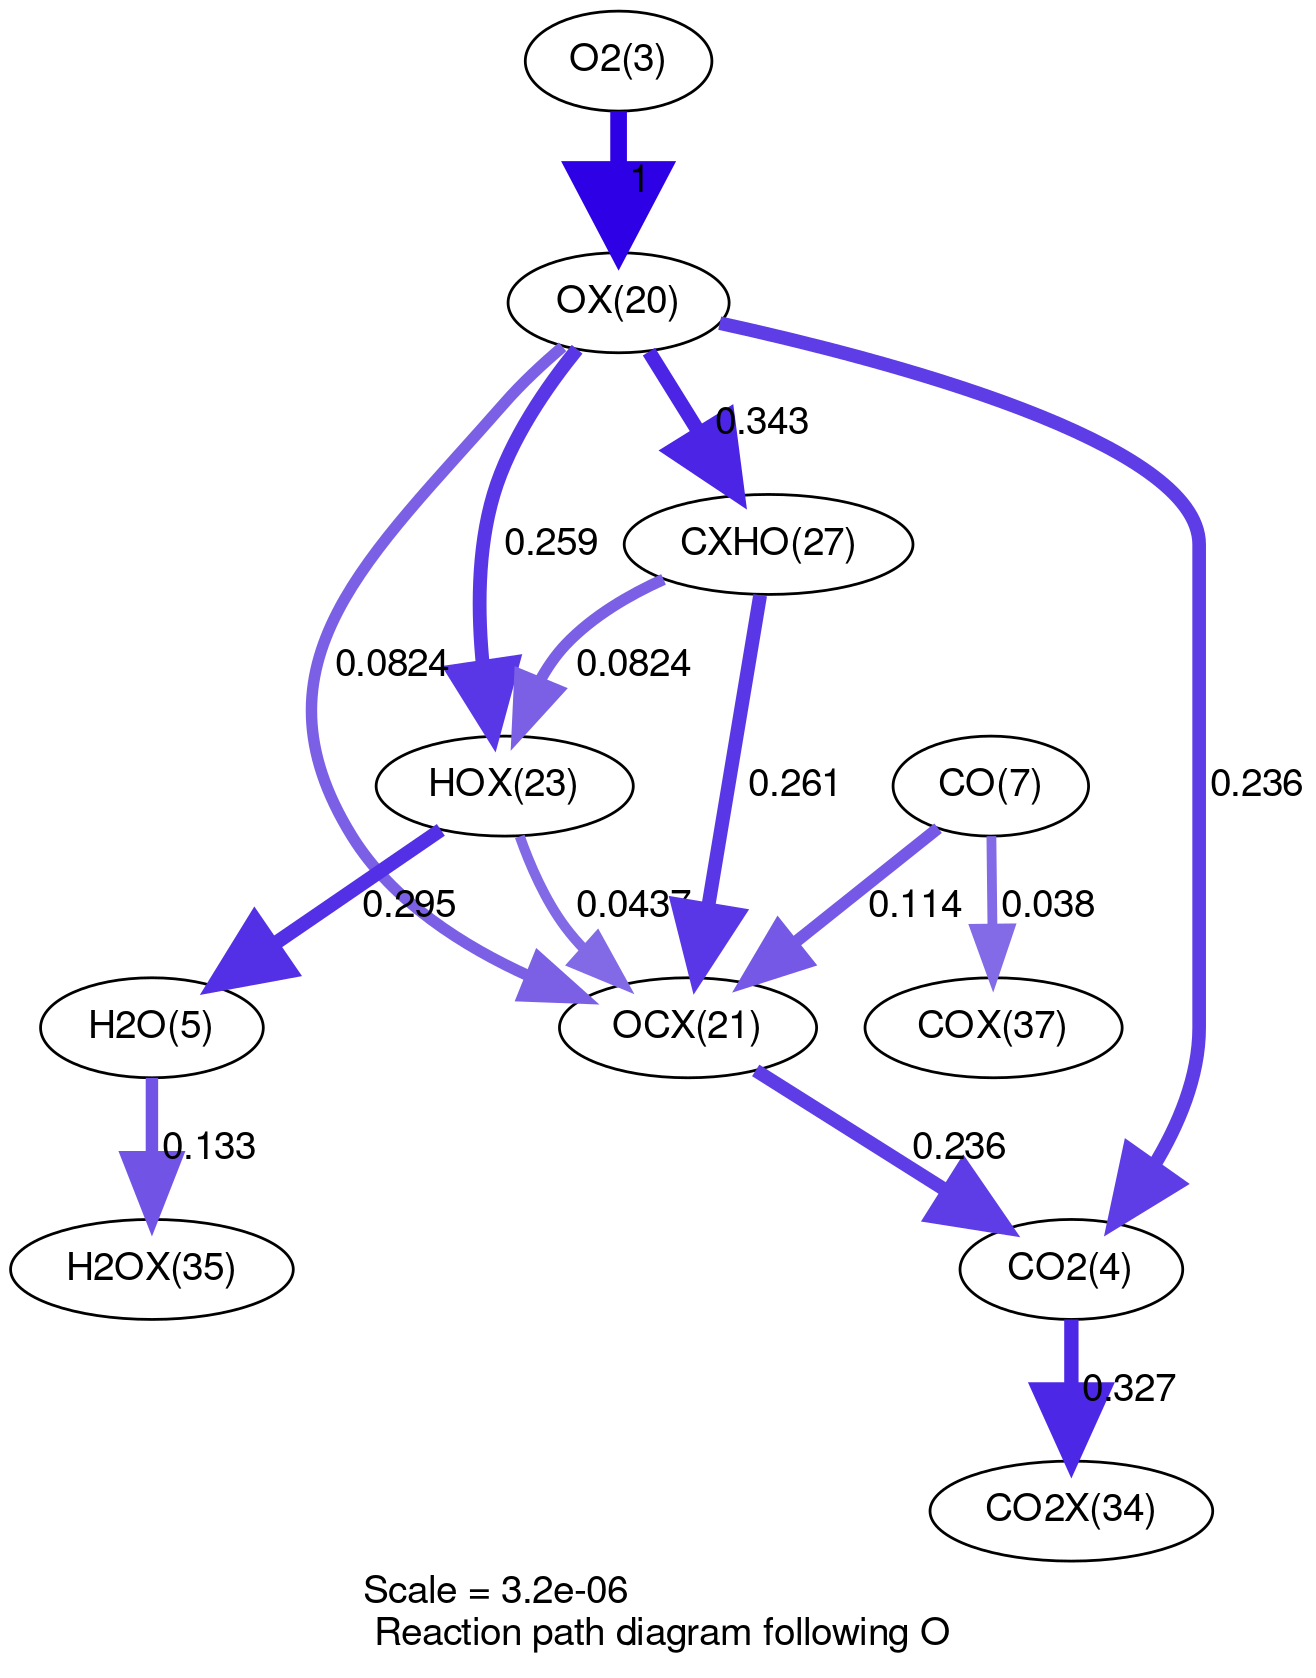 O2(3)
1
OX(20)
0.343
0.259
CXHO(27)
0.0824
0.0824
HOX(23)
0.261
CO(7)
0.236
0.295
0.0437
0.114
0.038
H2O(5)
OCX(21)
COX(37)
0.133
0.236
H2OX(35)
CO2(4)
0.327
CO2X(34)
Scale = 3.2e-06
Reaction path diagram following O